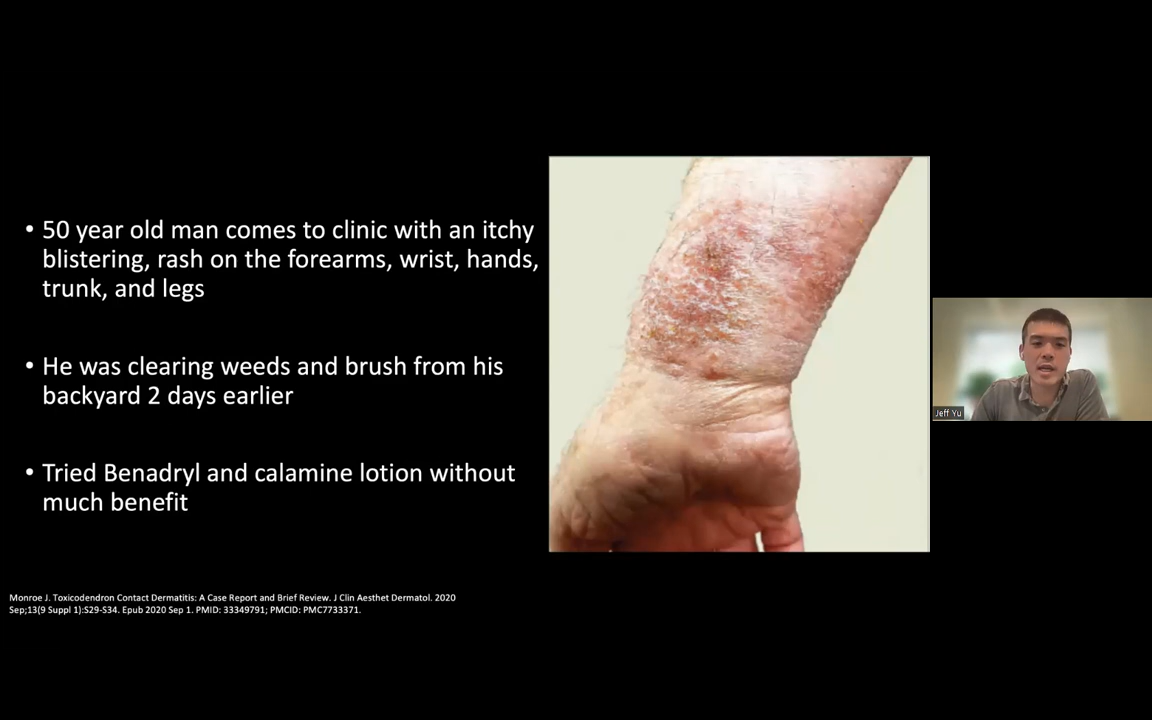 • 50 year old man comes to clinic with an itchy
blistering, rash on the forearms, wrist, hands,
trunk, and legs
• He was clearing weeds and brush from his
backyard 2 days earlier
• Tried Benadryl and calamine lotion without
much benefit
Jeff Yu
Monroe J. Toxicodendron Contact Dermatitis: A Case Report and Brief Review. J Clin Aesthet Dermatol. 2020
Sep;13(9 Suppl 1):S29-S34. Epub 2020 Sep 1. PMID: 33349791; PMCID: PMC7733371.